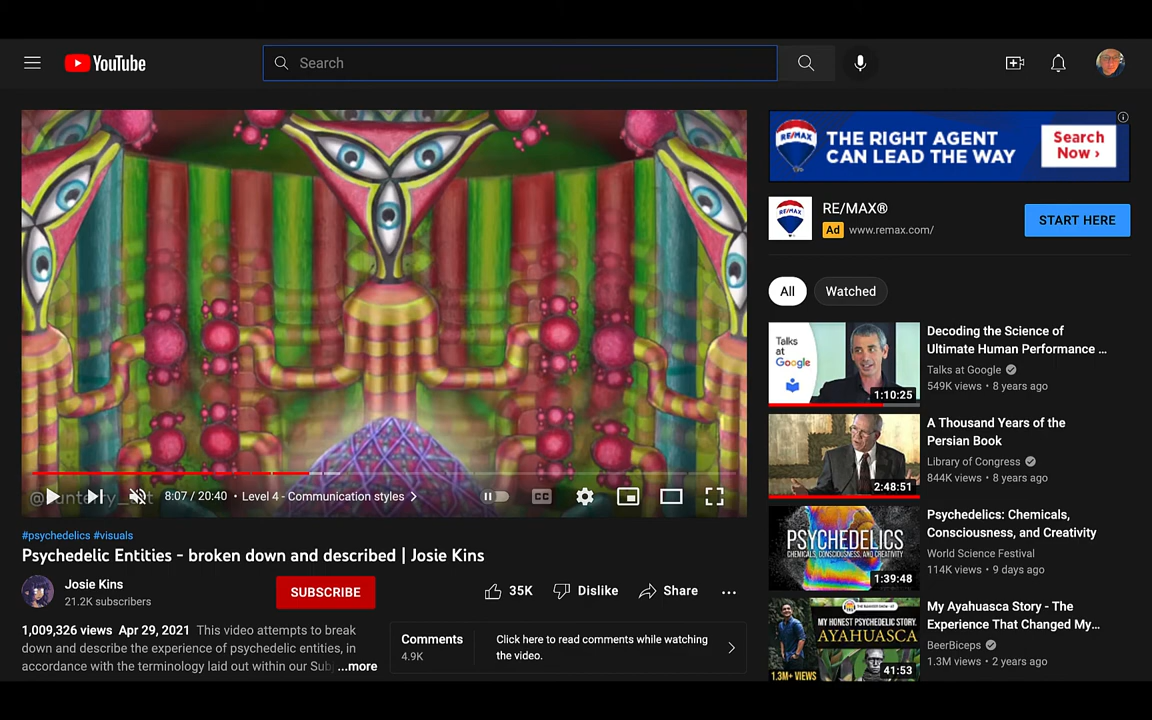 YouTube
Search
RE/MAX
THE RIGHT AGENT
CAN LEAD THE WAY
Search
Now ›
RE/MAX
RE/MAX®
Ad www.remax.com/
START HERE
All
Watched
8:07 / 20:40 • Level 4 - Communication styles
CC
#psychedelics #visuals
Psychedelic Entities - broken down and described | Josie Kins
Josie Kins
21.2K subscribers
SUBSCRIBE
35K
Dislike
Share
1,009,326 views Apr 29, 2021 This video attempts to break
down and describe the experience of psychedelic entities, in
accordance with the terminology laid out within our Sub ...more
Comments
4.9K
Click here to read comments while watching
the video.
Talks
at
Google
1:10:25
Decoding the Science of
Ultimate Human Performance ...
Talks at Google
549K views • 8 years ago
2:48:51
A Thousand Years of the
Persian Book
Library of Congress
844K views • 8 years ago
PSYCHEDELICS
CHEMICALS, CONSCIOUSNESS, AND CREATIVITY
1:39:48
Psychedelics: Chemicals,
Consciousness, and Creativity
World Science Festival
114K views • 9 days ago
MY HONEST PSYCHEDELIC STORY.
AYAHUASCA
1.3M+ VIEWS
41:53
My Ayahuasca Story - The
Experience That Changed My...
BeerBiceps
1.3M views • 2 years ago